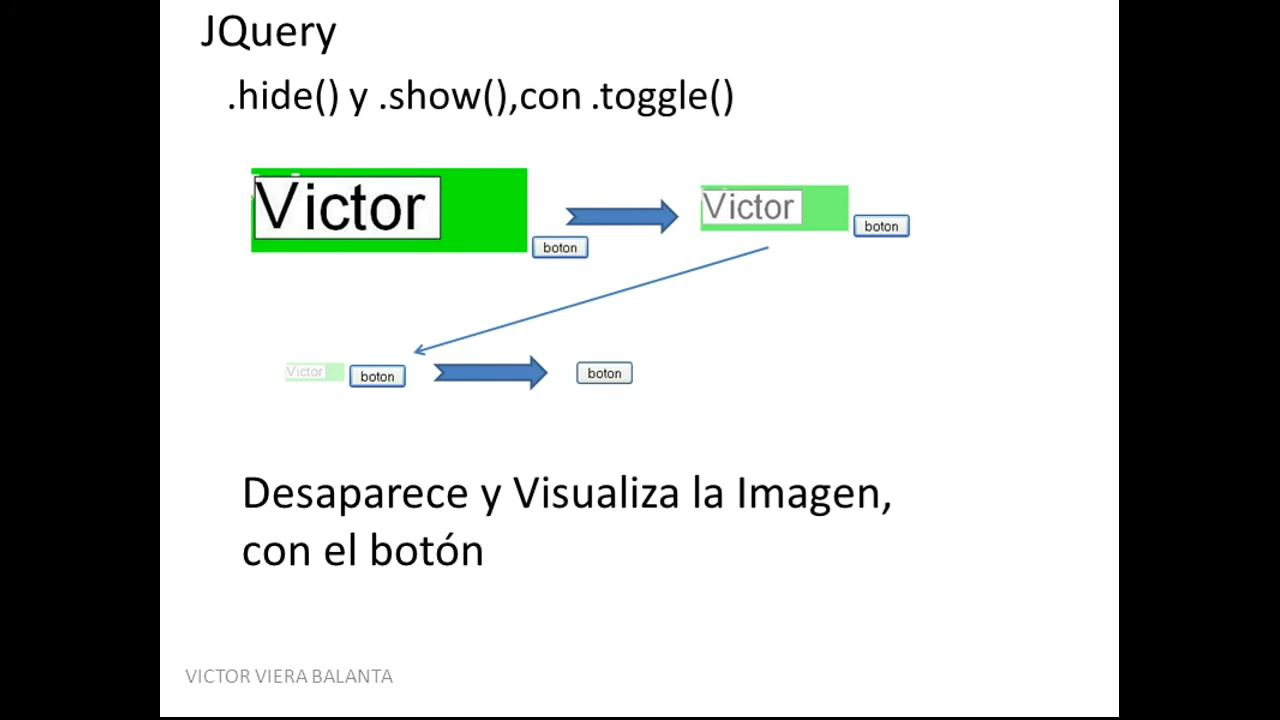 JQuery
.hide() y .show(),con .toggle()
Victor
boton
Victor
boton
Victor
boton
boton
Desaparece y Visualiza la Imagen,
con el botón
VICTOR VIERA BALANTA